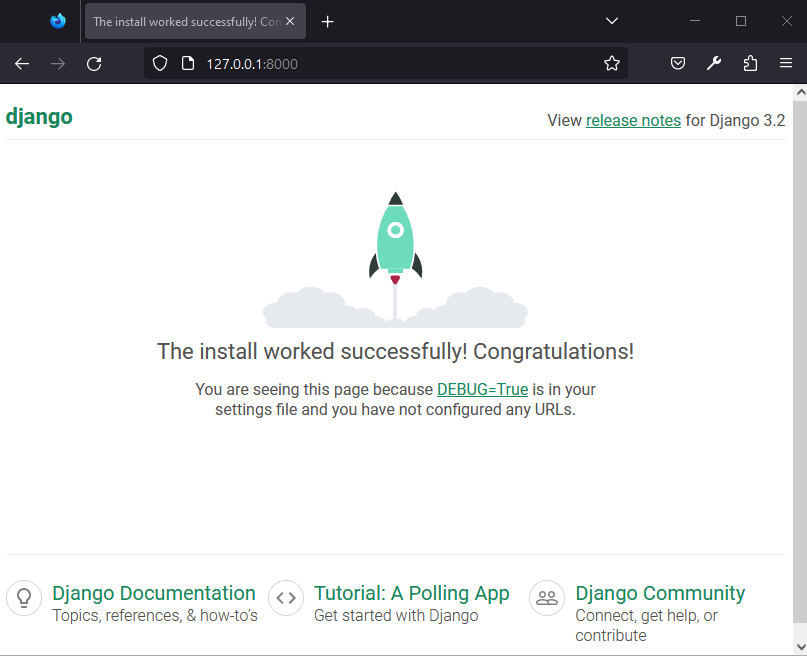 The install worked successfully! Con
127.0.0.1:8000
django
View release notes for Django 3.2
The install worked successfully! Congratulations!
You are seeing this page because DEBUG=True is in your
settings file and you have not configured any URLs.
Django Documentation
Topics, references, & how-to's
Tutorial: A Polling App
Get started with Django
Django Community
Connect, get help, or
contribute